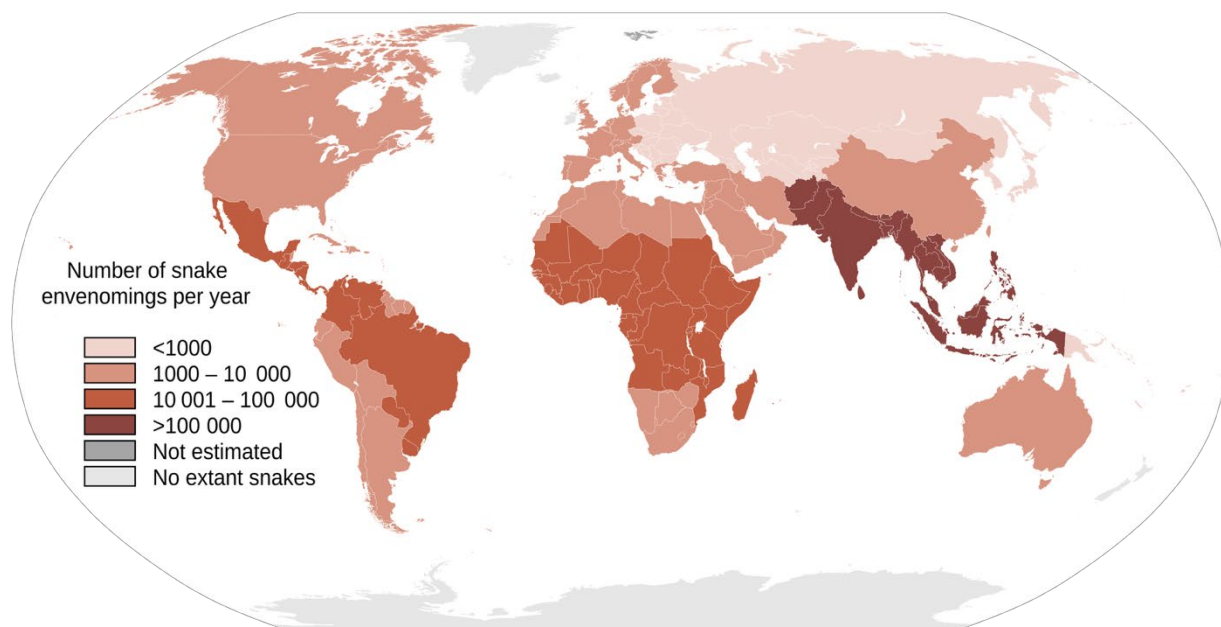 Number of snake
envenomings per year
<1000
1000 – 10 000
10 001 – 100 000
>100 000
Not estimated
No extant snakes